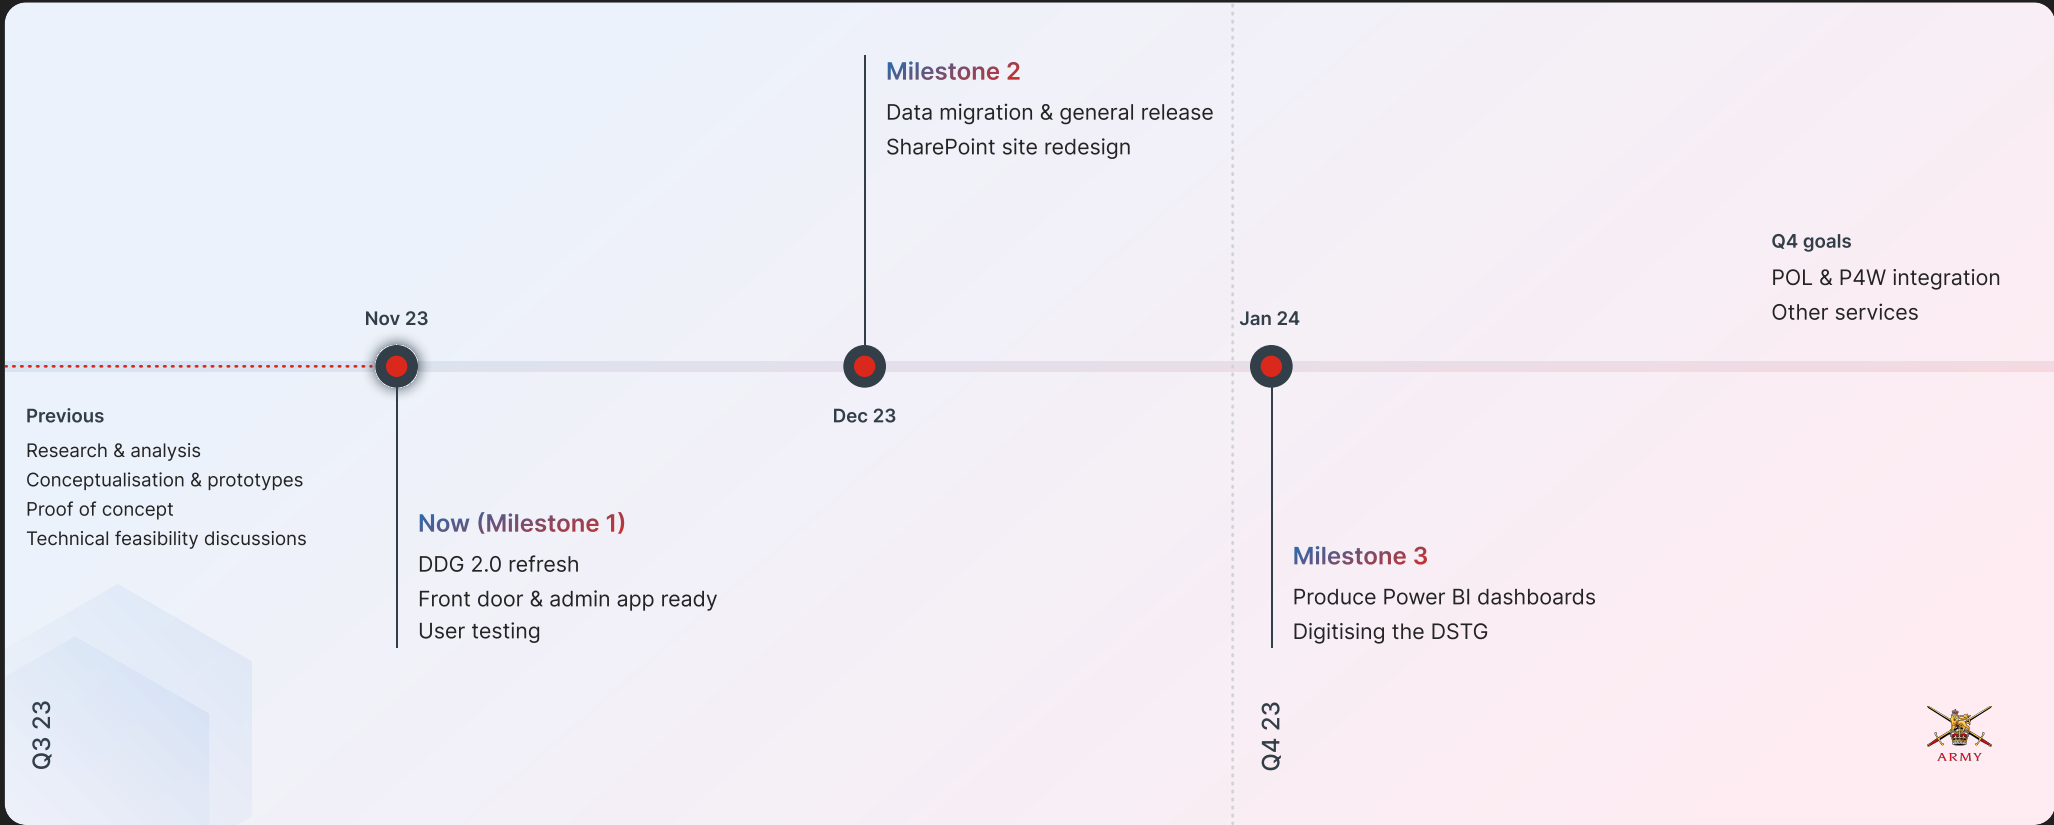 Milestone 2
Data migration & general release
SharePoint site redesign
Q4 goals
POL & P4W integration
Other services
Nov 23
Jan 24
Previous
Research & analysis
Conceptualisation & prototypes
Proof of concept
Technical feasibility discussions
Dec 23
Now (Milestone 1)
DDG 2.0 refresh
Front door & admin app ready
User testing
Milestone 3
Produce Power BI dashboards
Digitising the DSTG
Q3 23
Q4 23
ARMY